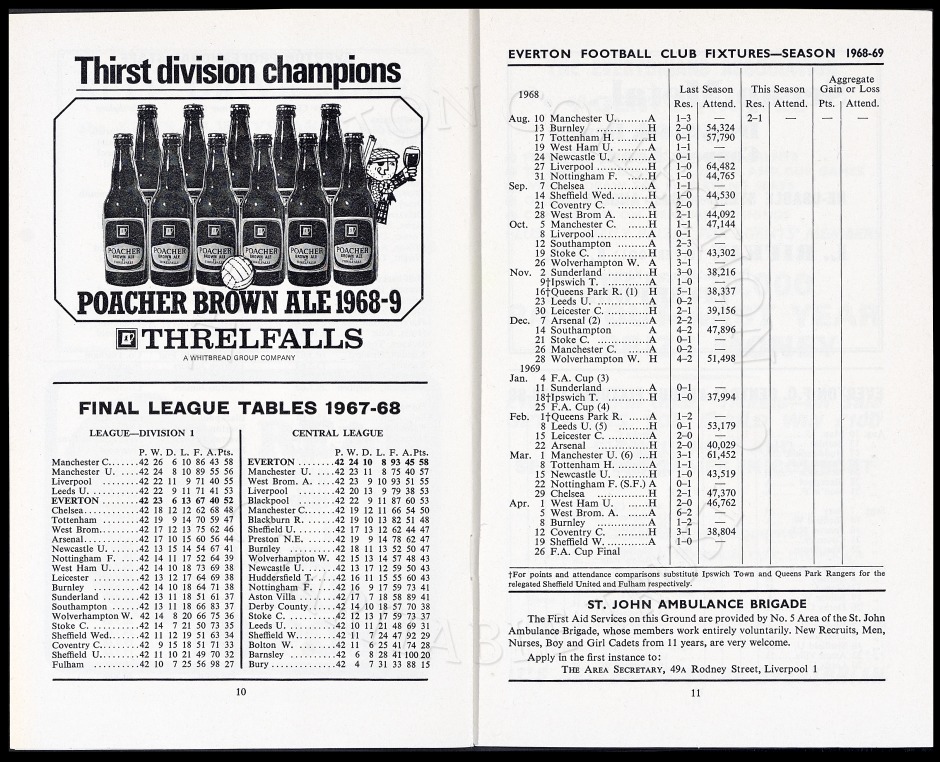 Thirst division champions
POACHER
POACHER
POACHER
POACHER
POACHER
POACHER
POACHER BROWN ALE 1968-9
THRELFALLS
A WHITBREAD GROUP COMPANY
FINAL LEAGUE TABLES 1967-68
LEAGUE—DIVISION 1
P. W. D. L. F. A. Pts.
Manchester C.......42 26 6 10 86 43 58
Manchester U. .....42 24 8 10 89 55 56
Liverpool ......42 22 11 9 71 40 55
Leeds U. .........42 22 9 11 71 41 53
EVERTON ........42 23 6 13 67 40 52
Chelsea............42 18 12 12 62 68 48
Tottenham .......42 19 9 14 70 59 47
West Brom........42 17 12 13 75 62 46
Arsenal............42 17 10 15 60 56 44
Newcastle U. .....42 13 15 14 54 67 41
Nottingham F. ...42 14 11 17 52 64 39
West Ham U.......42 14 10 18 73 69 38
Leicester .........42 13 12 17 64 69 38
Burnley ..........42 14 10 18 64 71 38
Sunderland .......42 13 11 18 51 61 37
Southampton .....42 13 11 18 66 83 37
Wolverhampton W. 42 14 8 20 66 75 36
Stoke C. .........42 14 7 21 50 73 35
Sheffield Wed......42 11 12 19 51 63 34
Coventry C........42 9 15 18 51 71 33
Sheffield U........42 11 10 21 49 70 32
Fulham ..........42 10 7 25 56 98 27
CENTRAL LEAGUE
P. W. D. L. F. A. Pts.
EVERTON ........42 24 10 8 93 45 58
Manchester U. ...42 23 11 8 75 40 57
West Brom. A. ....42 23 9 10 93 51 55
Liverpool ........42 20 13 9 79 38 53
Blackpool ........42 22 9 11 87 60 53
Manchester C......42 19 12 11 66 54 50
Blackburn R. .....42 19 10 13 82 51 48
Sheffield U........42 17 13 12 62 44 47
Preston N.E. .....42 19 9 14 78 62 47
Burnley ..........42 18 11 13 52 50 47
Wolverhampton W. 42 15 13 14 57 48 43
Newcastle U. .....42 13 17 12 59 50 43
Huddersfield T. ...42 16 11 15 55 60 43
Nottingham F. ....42 16 9 17 59 73 41
Aston Villa .......42 17 7 18 58 89 41
Derby County.....42 14 10 18 57 70 38
Stoke C. .........42 12 13 17 59 73 37
Leeds U. .........42 10 11 21 48 69 31
Sheffield W........42 11 7 24 47 92 29
Bolton W. ........42 11 6 25 41 74 28
Barnsley .........42 6 8 28 41 100 20
Bury .............42 4 7 31 33 88 15
10
EVERTON FOOTBALL CLUB FIXTURES—SEASON 1968-69
1968
Last Season This Season Aggregate Gain or Loss
Res. Attend. Res. Attend. Pts. Attend.
Aug. 10 Manchester U.........A 1–3 — 2–1 — — —
13 Burnley .............H 2–0 54,324
17 Tottenham H. .......H 0–1 57,790
19 West Ham U. .......A 1–1 —
24 Newcastle U. .......A 0–1 —
27 Liverpool ...........H 1–0 64,482
31 Nottingham F. ......H 1–0 44,765
Sep. 7 Chelsea .............A 1–1 —
14 Sheffield Wed. .......H 1–0 44,530
21 Coventry C. .........A 2–0 —
28 West Brom A. ......H 2–1 44,092
Oct. 5 Manchester C. ......H 1–1 47,144
8 Liverpool ...........A 0–1 —
12 Southampton ........A 2–3 —
19 Stoke C. ............H 3–0 43,302
26 Wolverhampton W. A 3–1 —
Nov. 2 Sunderland ..........H 3–0 38,216
9†Ipswich T. ..........A 1–0 —
16†Queens Park R. (1) H 5–1 38,337
23 Leeds U. ............A 0–2 —
30 Leicester C. .........H 2–1 39,156
Dec. 7 Arsenal (2) ..........A 2–2 —
14 Southampton A 4–2 47,896
21 Stoke C. ............A 0–1 —
26 Manchester C. ......A 0–2 —
28 Wolverhampton W. H 4–2 51,498
1969
Jan. 4 F.A. Cup (3)
11 Sunderland ..........A 0–1 —
18†Ipswich T. ..........H 1–0 37,994
25 F.A. Cup (4)
Feb. 1†Queens Park R. .....A 1–2 —
8 Leeds U. (5) ........H 0–1 53,179
15 Leicester C. .........A 2–0 —
22 Arsenal .............H 2–0 40,029
Mar. 1 Manchester U. (6) ...H 3–1 61,452
8 Tottenham H. .......A 1–1 —
15 Newcastle U. .......H 1–0 43,519
22 Nottingham F. (S.F.) A 0–1 —
29 Chelsea .............H 2–1 47,370
Apr. 1 West Ham U. .......H 2–0 46,762
5 West Brom. A. ......A 6–2 —
8 Burnley .............A 1–2 —
12 Coventry C. .........H 3–1 38,804
19 Sheffield W. .........A 1–0 —
26 F.A. Cup Final
†For points and attendance comparisons substitute Ipswich Town and Queens Park Rangers for the
relegated Sheffield United and Fulham respectively.
ST. JOHN AMBULANCE BRIGADE
The First Aid Services on this Ground are provided by No. 5 Area of the St. John
Ambulance Brigade, whose members work entirely voluntarily. New Recruits, Men,
Nurses, Boy and Girl Cadets from 11 years, are very welcome.
Apply in the first instance to:
THE AREA SECRETARY, 49A Rodney Street, Liverpool 1
11